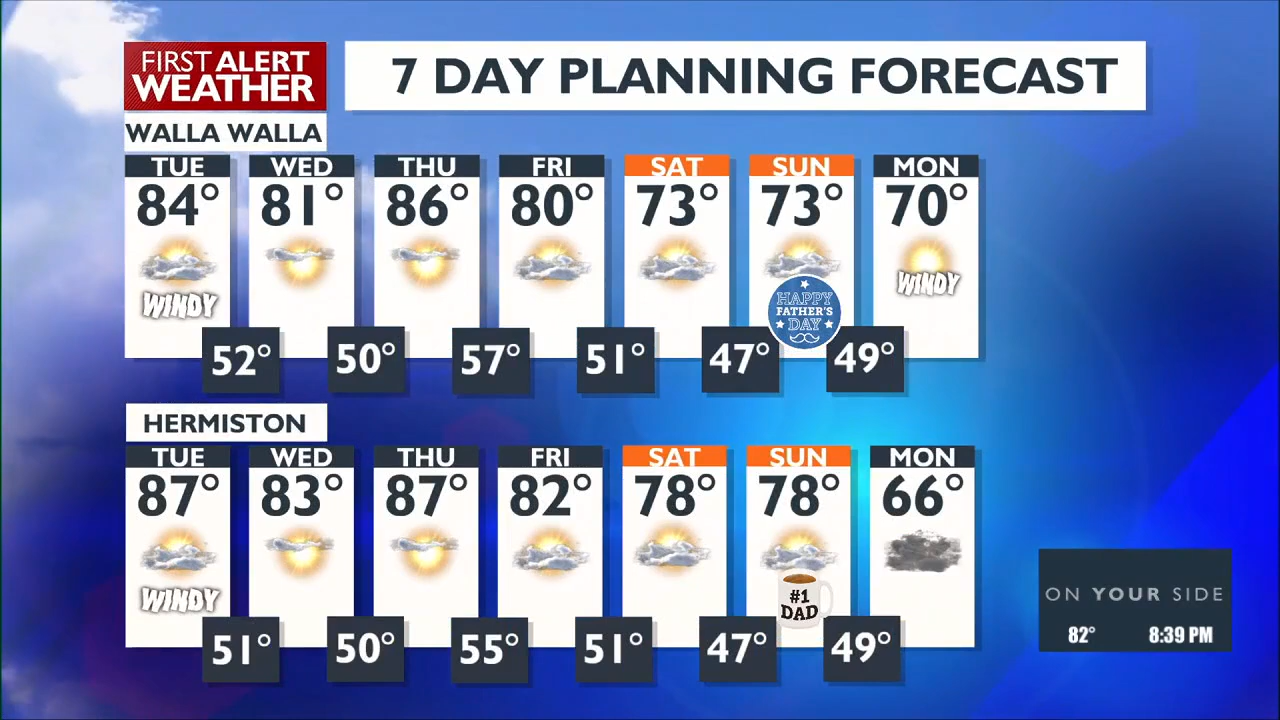 FIRST ALERT
WEATHER
7 DAY PLANNING FORECAST
WALLA WALLA
TUE WED THU FRI SAT SUN MON
84° 81° 86° 80° 73° 73° 70°
WINDY WINDY
HAPPY
FATHER'S
DAY
52° 50° 57° 51° 47° 49°
HERMISTON
TUE WED THU FRI SAT SUN MON
87° 83° 87° 82° 78° 78° 66°
WINDY
#1
DAD
51° 50° 55° 51° 47° 49°
ON YOUR SIDE
82° 8:39 PM